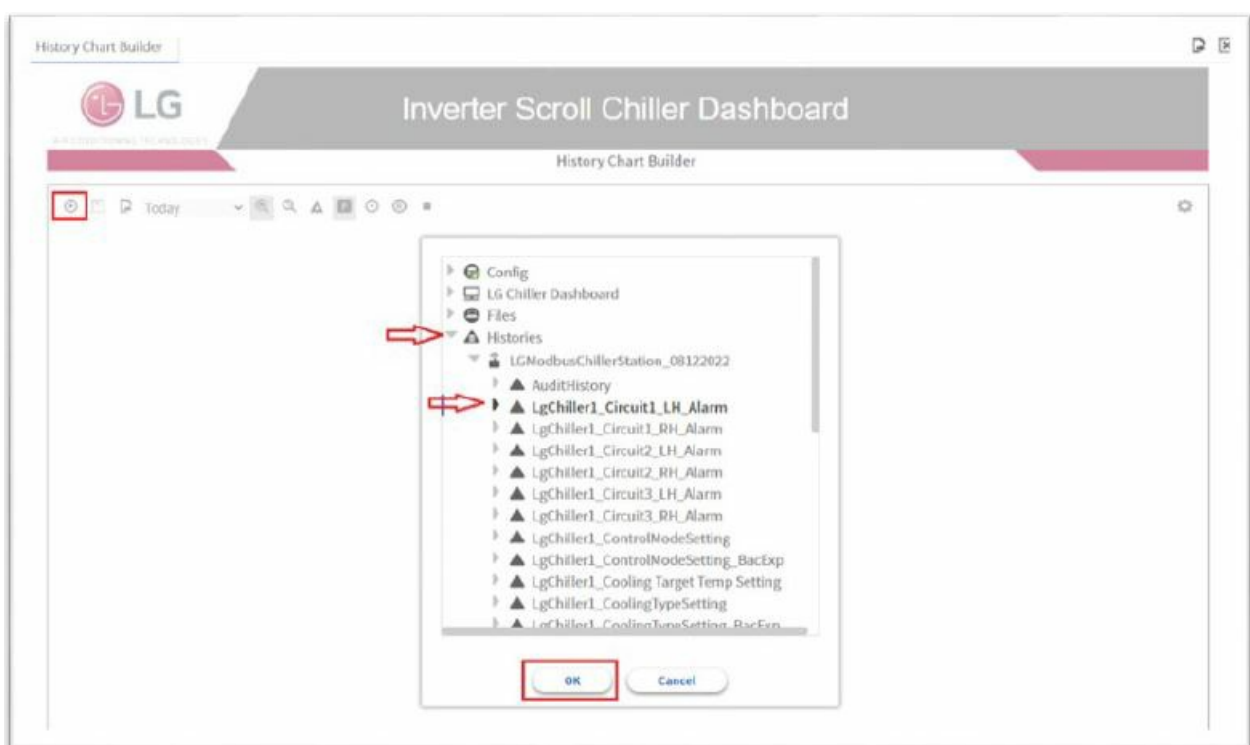 History Chart Builder
LG
Inverter Scroll Chiller Dashboard
History Chart Builder
Today
Config
LG Chiller Dashboard
Files
Histories
LGModbusChillerStation_08122022
AuditHistory
LgChiller1_Circuit1_LH_Alarm
LgChiller1_Circuit1_RH_Alarm
LgChiller1_Circuit2_LH_Alarm
LgChiller1_Circuit2_RH_Alarm
LgChiller1_Circuit3_LH_Alarm
LgChiller1_Circuit3_RH_Alarm
LgChiller1_ControlModeSetting
LgChiller1_ControlModeSetting_BacExp
LgChiller1_Cooling Target Temp Setting
LgChiller1_CoolingTypeSetting
LgChiller1_CoolingTypeSetting_BacExp
OK Cancel